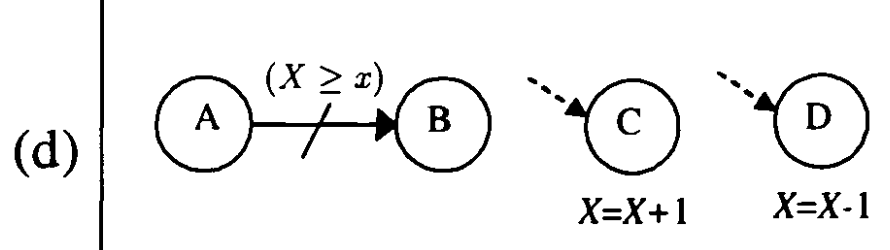 (d)
(X ≥ x)
A
B
C
D
X=X+1
X=X-1